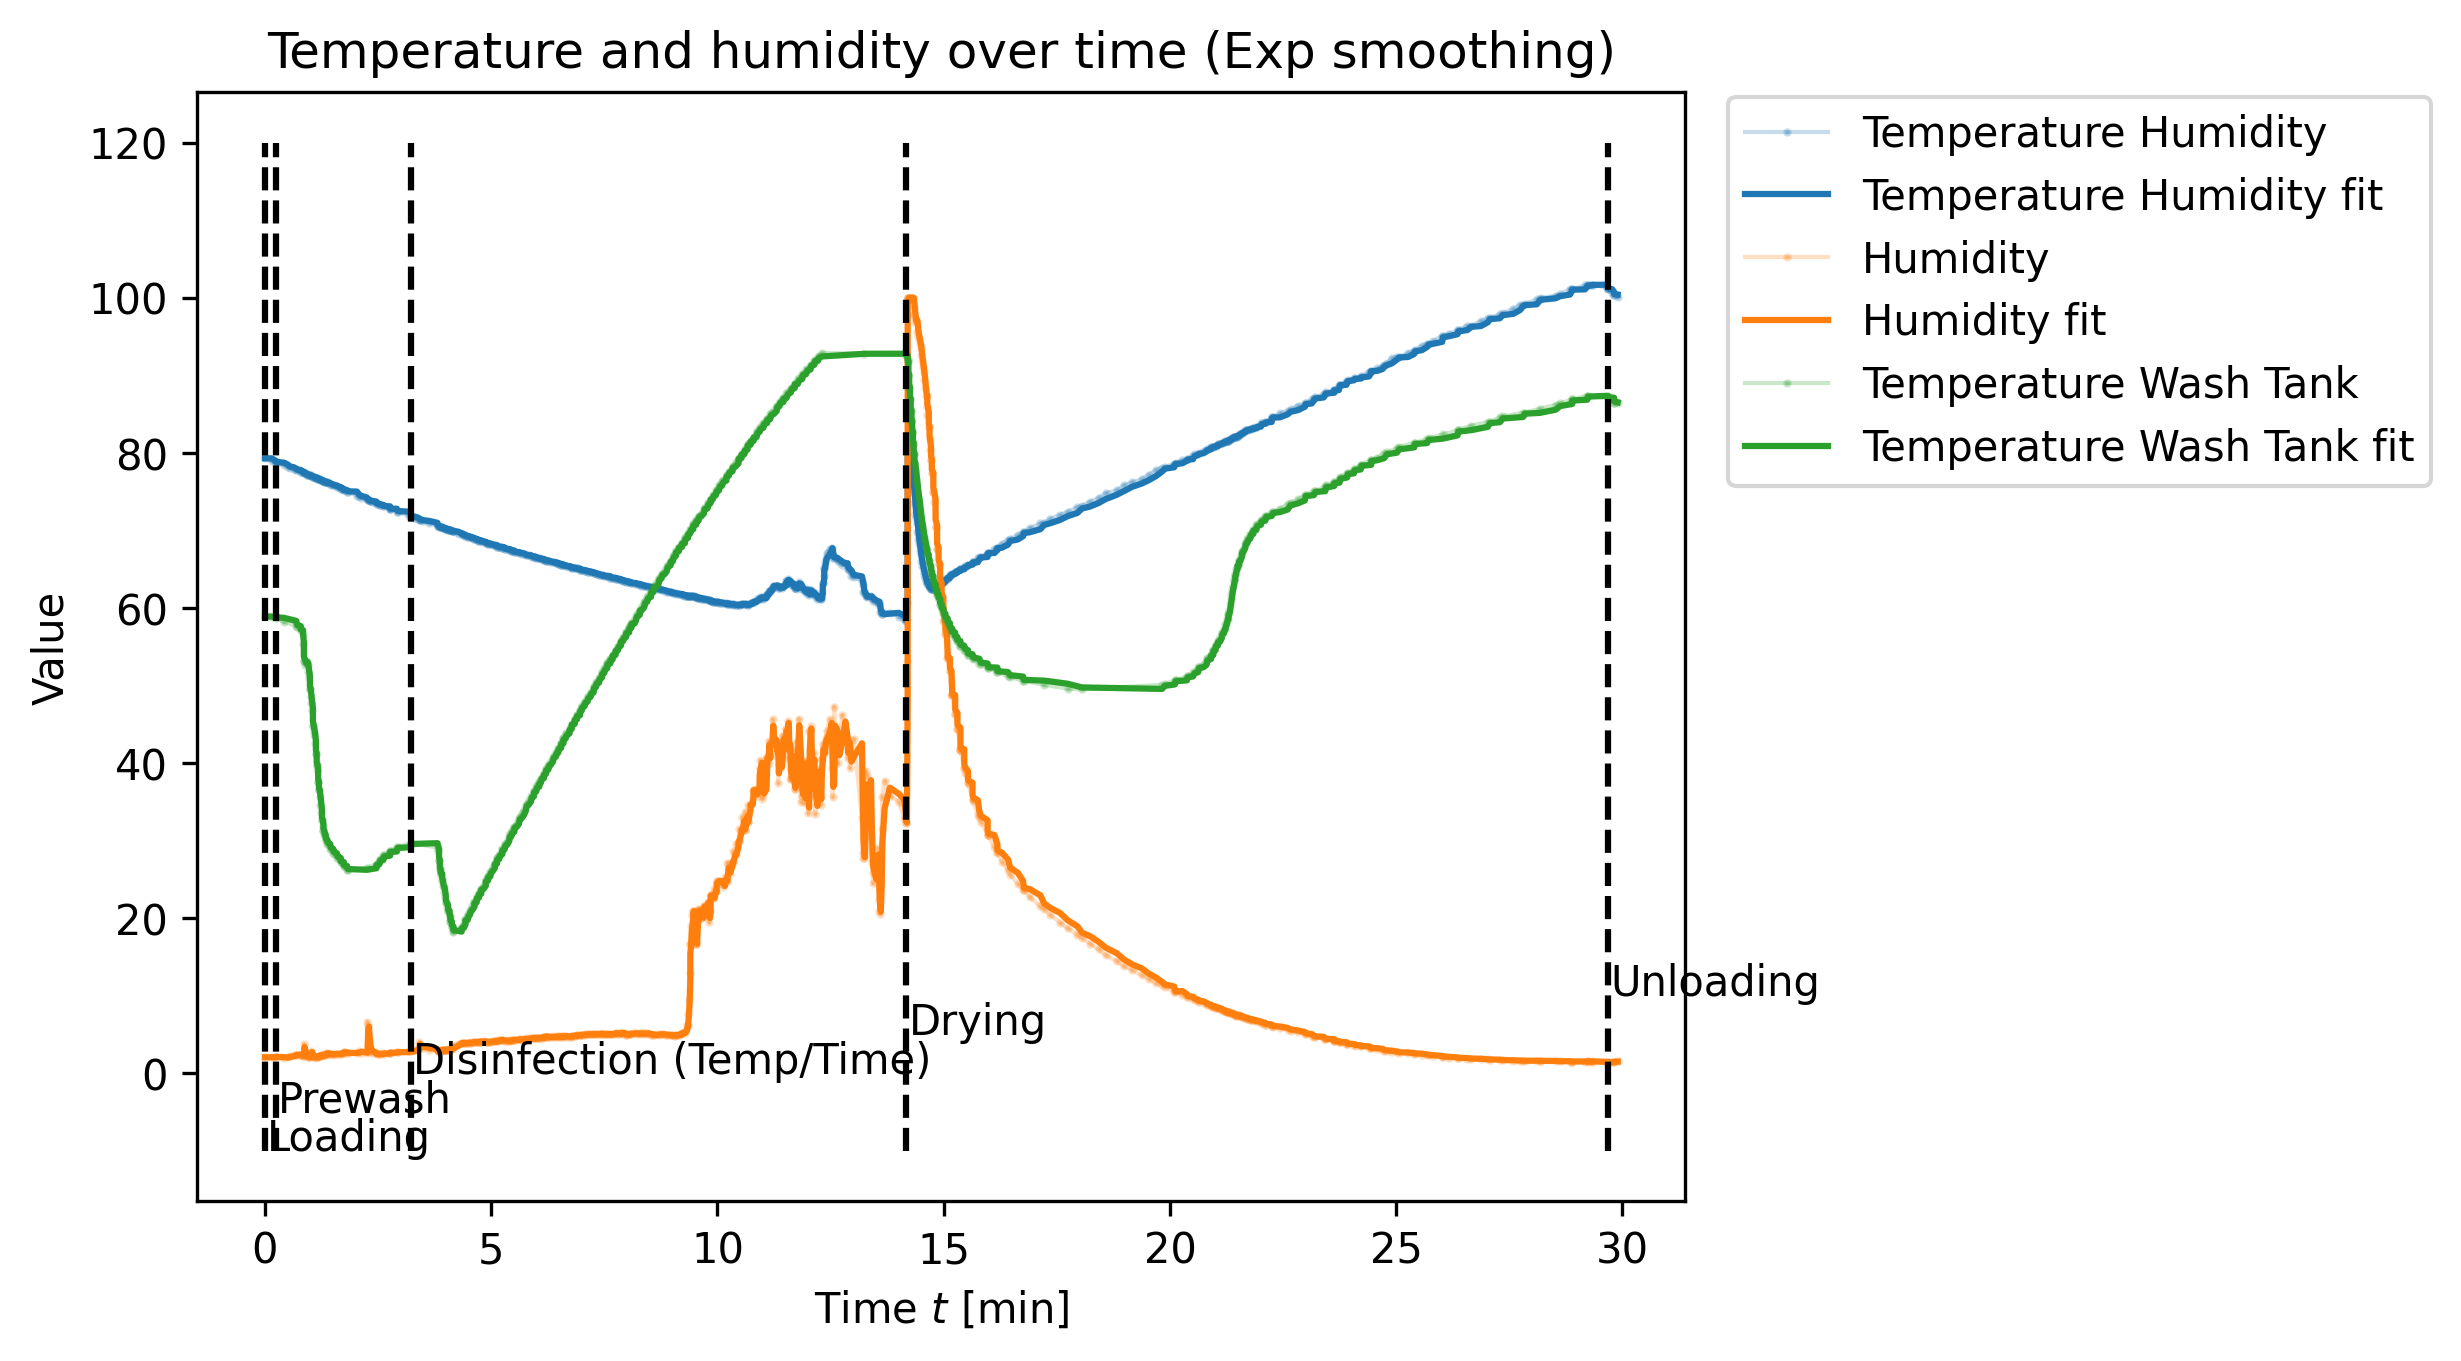 Temperature and humidity over time (Exp smoothing)
Temperature Humidity
Temperature Humidity fit
Humidity
Humidity fit
Temperature Wash Tank
Temperature Wash Tank fit
Value
120
100
80
60
40
20
0
Unloading
Drying
Disinfection (Temp/Time)
Prewash
Loading
0 5 10 15 20 25 30
Time t [min]